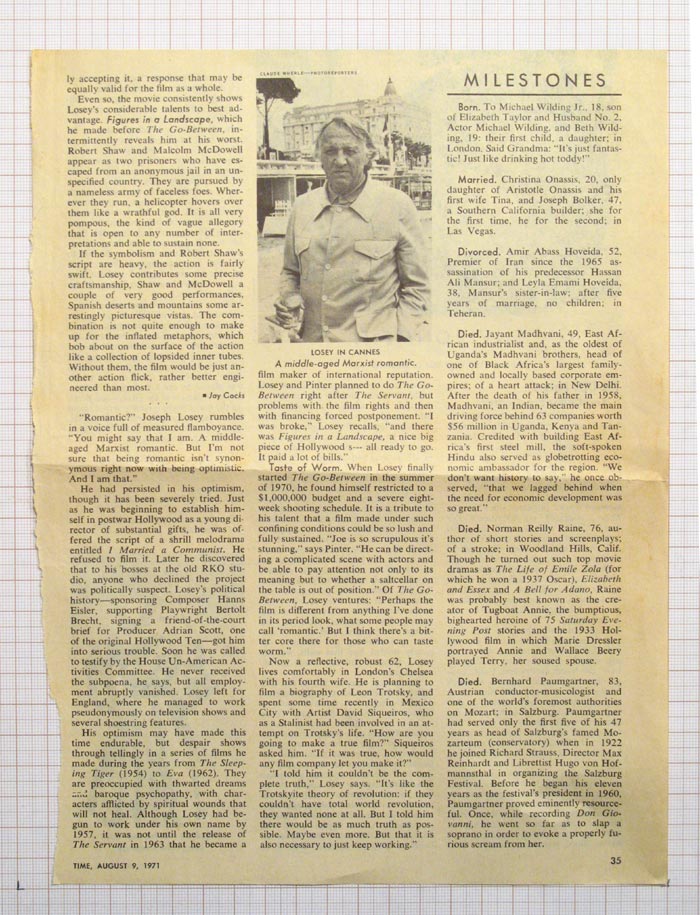 ly accepting it, a response that may be
equally valid for the film as a whole.
Even so, the movie consistently shows
Losey's considerable talents to best ad-
vantage. Figures in a Landscape, which
he made before The Go-Between, in-
termittently reveals him at his worst.
Robert Shaw and Malcolm McDowell
appear as two prisoners who have es-
caped from an anonymous jail in an un-
specified country. They are pursued by
a nameless army of faceless foes. Wher-
ever they run, a helicopter hovers over
them like a wrathful god. It is all very
pompous, the kind of vague allegory
that is open to any number of inter-
pretations and able to sustain none.
If the symbolism and Robert Shaw's
script are heavy, the action is fairly
swift. Losey contributes some precise
craftsmanship, Shaw and McDowell a
couple of very good performances,
Spanish deserts and mountains some ar-
restingly picturesque vistas. The com-
bination is not quite enough to make
up for the inflated metaphors, which
bob about on the surface of the action
like a collection of lopsided inner tubes.
Without them, the film would be just an-
other action flick, rather better engi-
neered than most.
■ Jay Cocks
"Romantic?" Joseph Losey rumbles
in a voice full of measured flamboyance.
"You might say that I am. A middle-
aged Marxist romantic. But I'm not
sure that being romantic isn't synon-
ymous right now with being optimistic.
And I am that."
He had persisted in his optimism,
though it has been severely tried. Just
as he was beginning to establish him-
self in postwar Hollywood as a young di-
rector of substantial gifts, he was of-
fered the script of a shrill melodrama
entitled I Married a Communist. He
refused to film it. Later he discovered
that to his bosses at the old RKO stu-
dio, anyone who declined the project
was politically suspect. Losey's political
history—sponsoring Composer Hanns
Eisler, supporting Playwright Bertolt
Brecht, signing a friend-of-the-court
brief for Producer Adrian Scott, one
of the original Hollywood Ten—got him
into serious trouble. Soon he was called
to testify by the House Un-American Ac-
tivities Committee. He never received
the subpoena, he says, but all employ-
ment abruptly vanished. Losey left for
England, where he managed to work
pseudonymously on television shows and
several shoestring features.
His optimism may have made this
time endurable, but despair shows
through tellingly in a series of films he
made during the years from The Sleep-
ing Tiger (1954) to Eva (1962). They
are preoccupied with thwarted dreams
baroque psychopathy, with char-
acters afflicted by spiritual wounds that
will not heal. Although Losey had be-
gun to work under his own name by
1957, it was not until the release of
The Servant in 1963 that he became a
TIME, AUGUST 9, 1971
CLAUDE WOERLE—PHOTOREPORTERS
LOSEY IN CANNES
A middle-aged Marxist romantic.
film maker of international reputation.
Losey and Pinter planned to do The Go-
Between right after The Servant, but
problems with the film rights and then
with financing forced postponement. "I
was broke," Losey recalls, "and there
was Figures in a Landscape, a nice big
piece of Hollywood s--- all ready to go.
It paid a lot of bills."
Taste of Worm. When Losey finally
started The Go-Between in the summer
of 1970, he found himself restricted to a
$1,000,000 budget and a severe eight-
week shooting schedule. It is a tribute to
his talent that a film made under such
confining conditions could be so lush and
fully sustained. "Joe is so scrupulous it's
stunning," says Pinter. "He can be direct-
ing a complicated scene with actors and
be able to pay attention not only to its
meaning but to whether a saltcellar on
the table is out of position." Of The Go-
Between, Losey ventures: "Perhaps the
film is different from anything I've done
in its period look, what some people may
call 'romantic.' But I think there's a bit-
ter core there for those who can taste
worm."
Now a reflective, robust 62, Losey
lives comfortably in London's Chelsea
with his fourth wife. He is planning to
film a biography of Leon Trotsky, and
spent some time recently in Mexico
City with Artist David Siqueiros, who
as a Stalinist had been involved in an at-
tempt on Trotsky's life. "How are you
going to make a true film?" Siqueiros
asked him. "If it was true, how would
any film company let you make it?"
"I told him it couldn't be the com-
plete truth," Losey says. "It's like the
Trotskyite theory of revolution: if they
couldn't have total world revolution,
they wanted none at all. But I told him
there would be as much truth as pos-
sible. Maybe even more. But that it is
also necessary to just keep working."
MILESTONES
Born. To Michael Wilding Jr., 18, son
of Elizabeth Taylor and Husband No. 2,
Actor Michael Wilding, and Beth Wild-
ing, 19: their first child, a daughter; in
London. Said Grandma: "It's just fantas-
tic! Just like drinking hot toddy!"
Married. Christina Onassis, 20, only
daughter of Aristotle Onassis and his
first wife Tina, and Joseph Bolker, 47,
a Southern California builder; she for
the first time, he for the second; in
Las Vegas.
Divorced. Amir Abass Hoveida, 52,
Premier of Iran since the 1965 as-
sassination of his predecessor Hassan
Ali Mansur; and Leyla Emami Hoveida,
38, Mansur's sister-in-law; after five
years of marriage, no children; in
Teheran.
Died. Jayant Madhvani, 49, East Af-
rican industrialist and, as the oldest of
Uganda's Madhvani brothers, head of
one of Black Africa's largest family-
owned and locally based corporate em-
pires; of a heart attack; in New Delhi.
After the death of his father in 1958,
Madhvani, an Indian, became the main
driving force behind 63 companies worth
$56 million in Uganda, Kenya and Tan-
zania. Credited with building East Af-
rica's first steel mill, the soft-spoken
Hindu also served as globetrotting eco-
nomic ambassador for the region. "We
don't want history to say," he once ob-
served, "that we lagged behind when
the need for economic development was
so great."
Died. Norman Reilly Raine, 76, au-
thor of short stories and screenplays;
of a stroke; in Woodland Hills, Calif.
Though he turned out such top movie
dramas as The Life of Emile Zola (for
which he won a 1937 Oscar), Elizabeth
and Essex and A Bell for Adano, Raine
was probably best known as the cre-
ator of Tugboat Annie, the bumptious,
bighearted heroine of 75 Saturday Eve-
ning Post stories and the 1933 Hol-
lywood film in which Marie Dressler
portrayed Annie and Wallace Beery
played Terry, her soused spouse.
Died. Bernhard Paumgartner, 83,
Austrian conductor-musicologist and
one of the world's foremost authorities
on Mozart; in Salzburg. Paumgartner
had served only the first five of his 47
years as head of Salzburg's famed Mo-
zarteum (conservatory) when in 1922
he joined Richard Strauss, Director Max
Reinhardt and Librettist Hugo von Hof-
mannsthal in organizing the Salzburg
Festival. Before he began his eleven
years as the festival's president in 1960,
Paumgartner proved eminently resource-
ful. Once, while recording Don Gio-
vanni, he went so far as to slap a
soprano in order to evoke a properly fu-
rious scream from her.
35